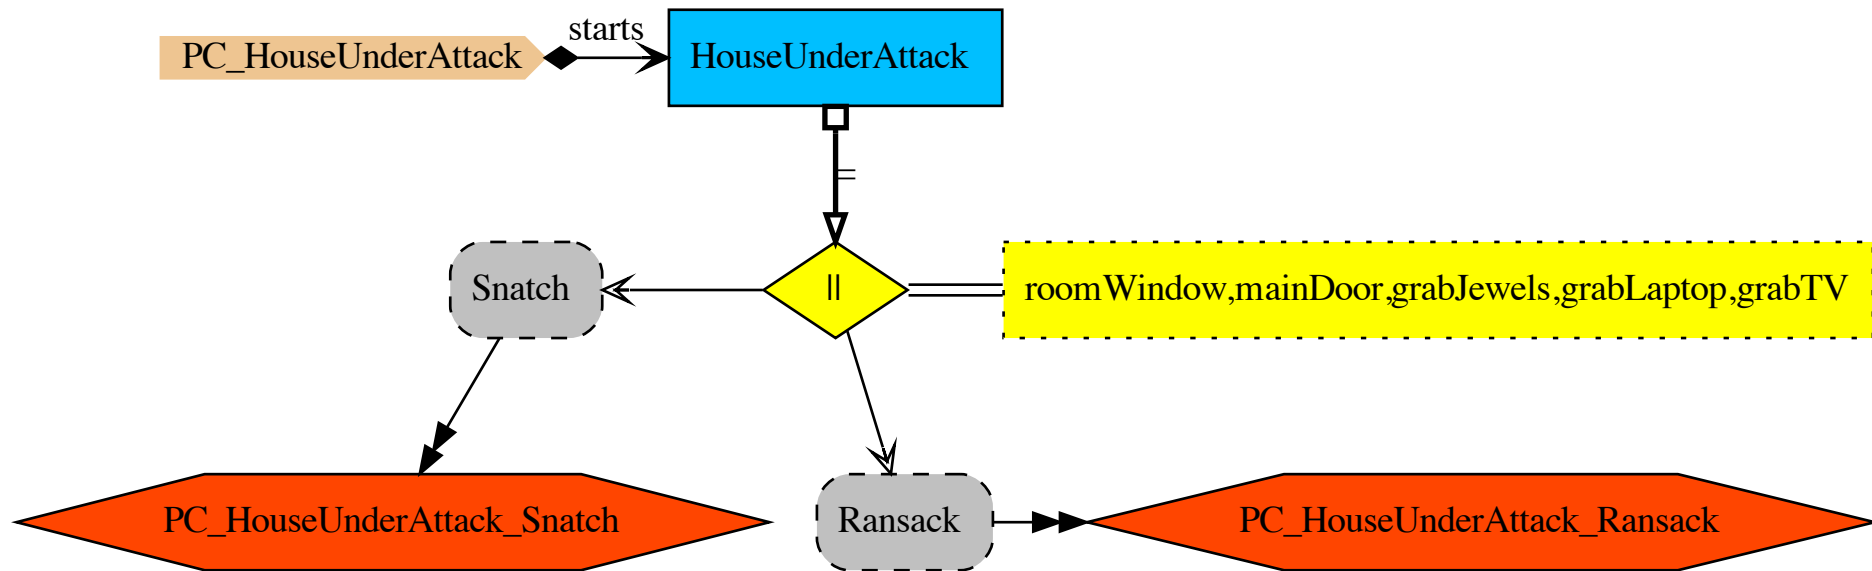 starts
PC_HouseUnderAttack
HouseUnderAttack
=
Snatch
||
roomWindow,mainDoor,grabJewels,grabLaptop,grabTV
PC_HouseUnderAttack_Snatch
Ransack
PC_HouseUnderAttack_Ransack